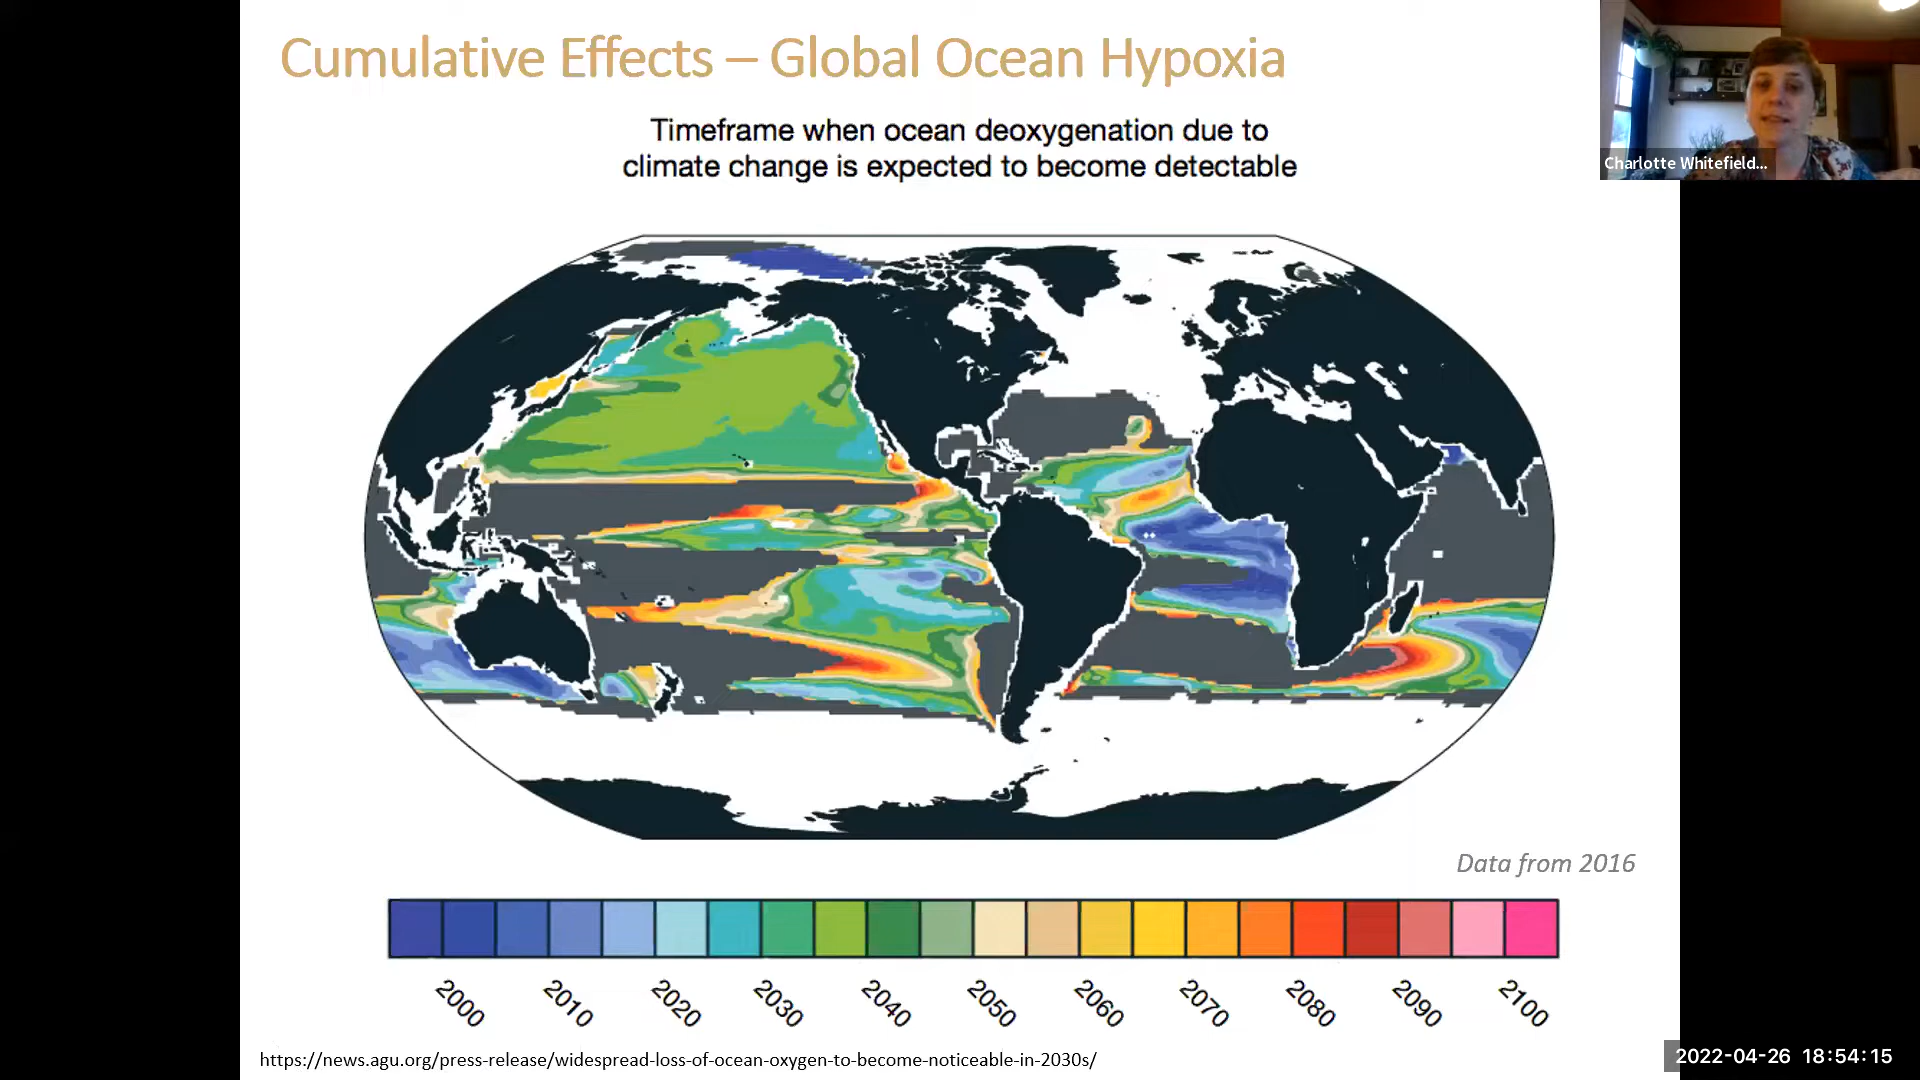 Cumulative Effects – Global Ocean Hypoxia
Charlotte Whitefield...
Timeframe when ocean deoxygenation due to
climate change is expected to become detectable
Data from 2016
2000 2010 2020 2030 2040 2050 2060 2070 2080 2090 2100
https://news.agu.org/press-release/widespread-loss-of-ocean-oxygen-to-become-noticeable-in-2030s/
2022-04-26 18:54:15